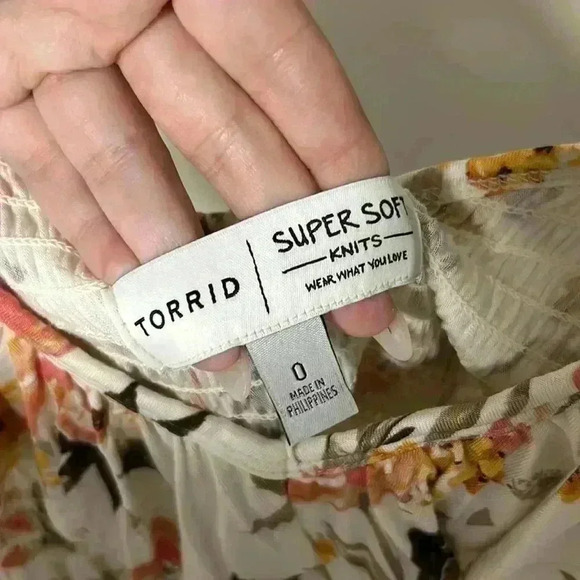 TORRID
SUPER SOFT
KNITS
WEAR WHAT YOU LOVE
0
MADE IN
PHILIPPINES